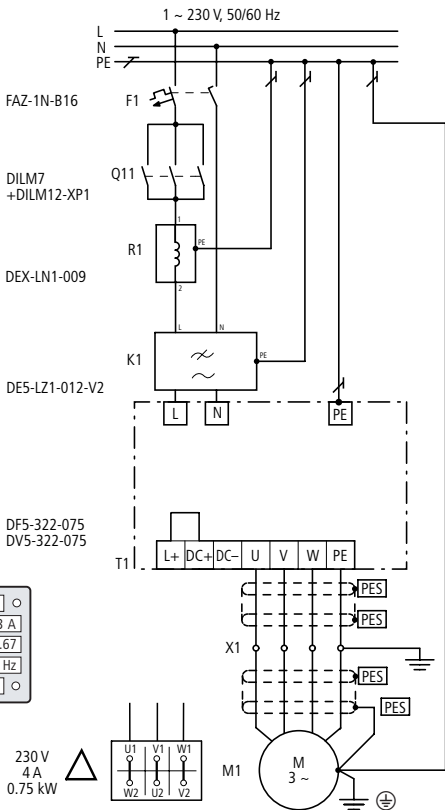 1 ~ 230 V, 50/60 Hz
L
N
PE
FAZ-1N-B16
F1
DILM7
+DILM12-XP1
Q11
1
R1
PE
DEX-LN1-009
2
L N
K1
PE
DE5-LZ1-012-V2
L N PE
DF5-322-075
DV5-322-075
T1
L+ DC+ DC– U V W PE
PES
PES
A
.67
Hz
X1
PES
PES
230 V
4 A
0.75 kW
U1 V1 W1
W2 U2 V2
M1
M
3 ~